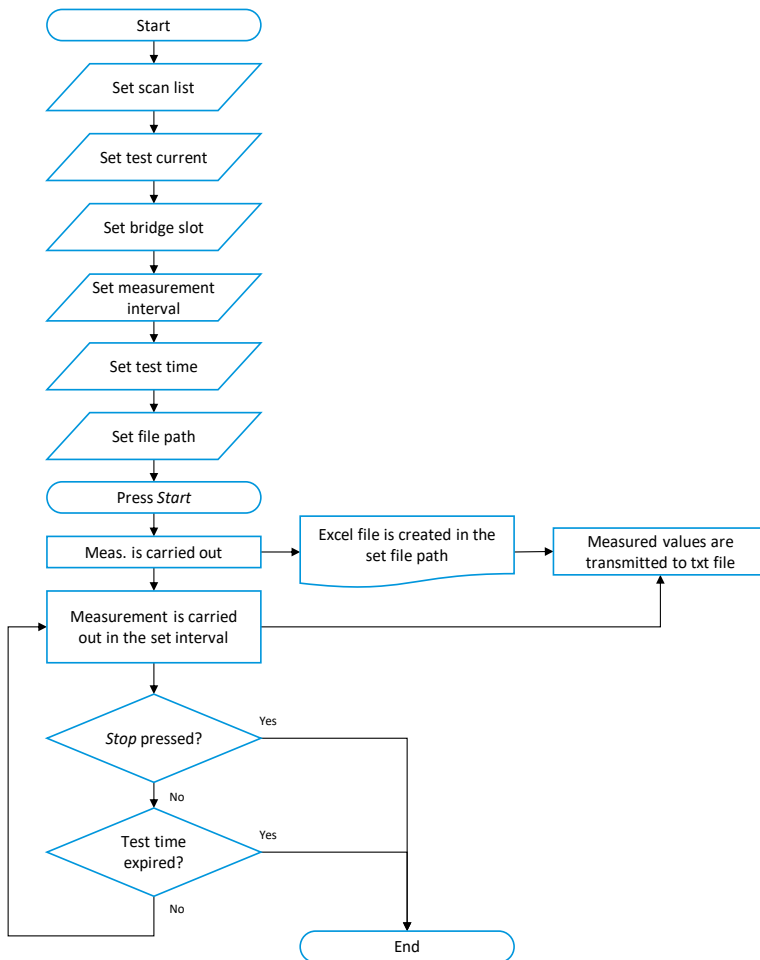 Start
Set scan list
Set test current
Set bridge slot
Set measurement
interval
Set test time
Set file path
Press Start
Meas. is carried out
Excel file is created in the
set file path
Measured values are
transmitted to txt file
Measurement is carried
out in the set interval
Stop pressed?
Yes
No
Test time
expired?
Yes
No
End